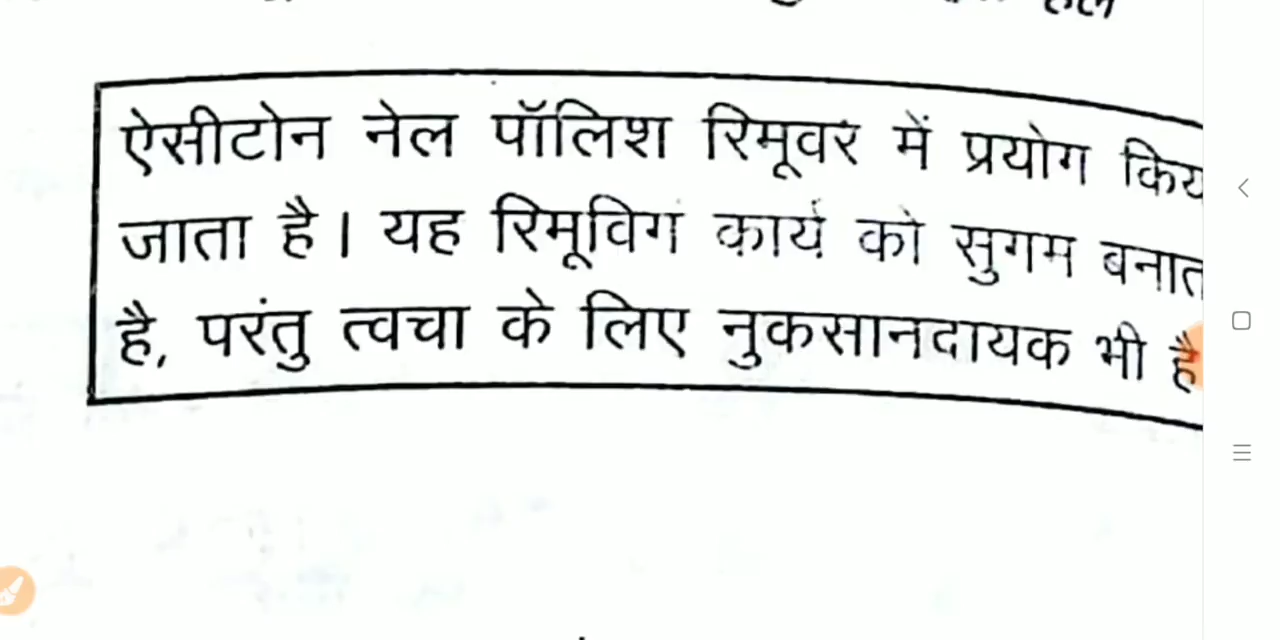 ऐसीटोन नेल पॉलिश रिमूवर में प्रयोग किय
जाता है। यह रिमूविग कार्य को सुगम बनात
है, परंतु त्वचा के लिए नुकसानदायक भी है